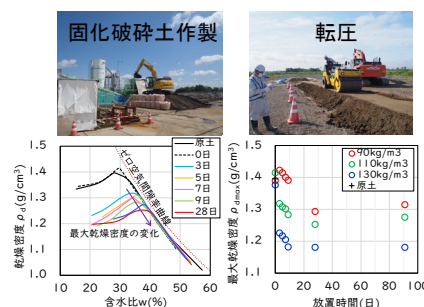 固化破砕土作製
転圧
乾燥密度 ρd(g/cm³)
1.5
1.4
1.3
1.2
1.1
1.0
0
10
20
30
40
50
60
含水比w(%)
ゼロ空気間隙率曲線
最大乾燥密度の変化
原土
0日
3日
5日
7日
9日
28日
最大乾燥密度 ρdmax(g/cm³)
1.5
1.4
1.3
1.2
1.1
0
20
40
60
80
100
放置時間(日)
90kg/m3
110kg/m3
130kg/m3
原土